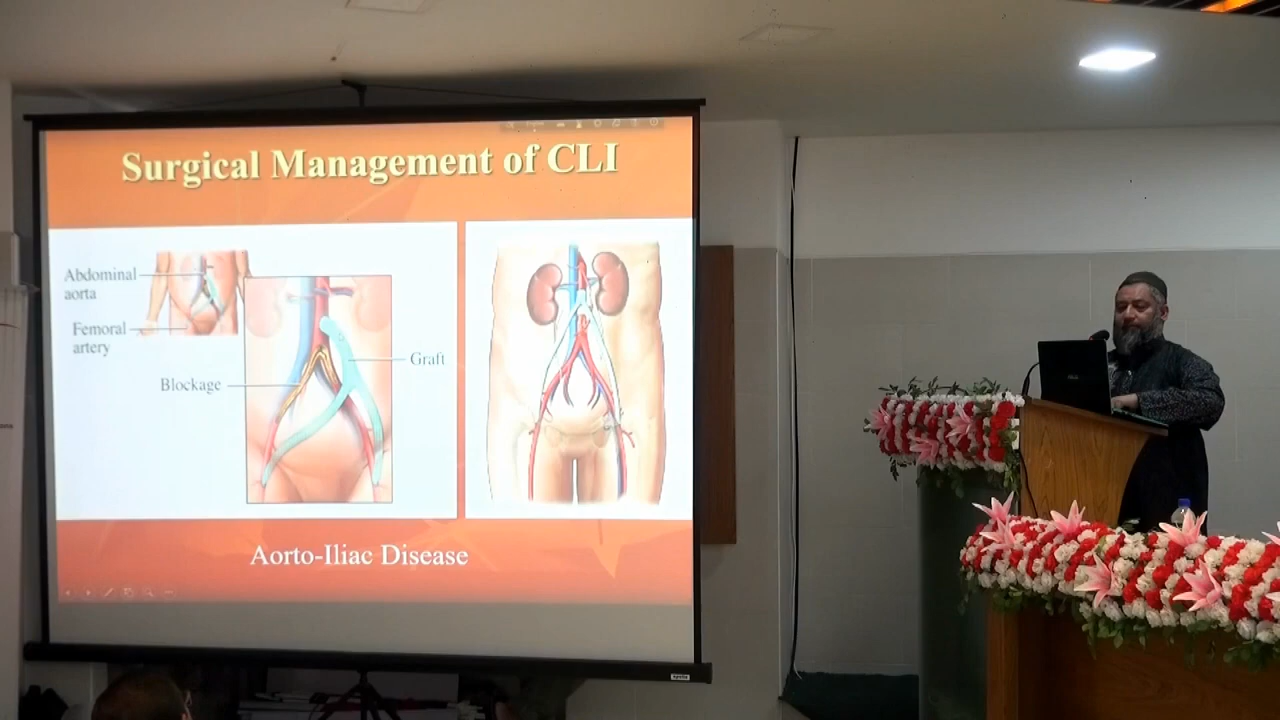 Surgical Management of CLI
Abdominal
aorta
Femoral
artery
Blockage
Graft
Aorto-Iliac Disease